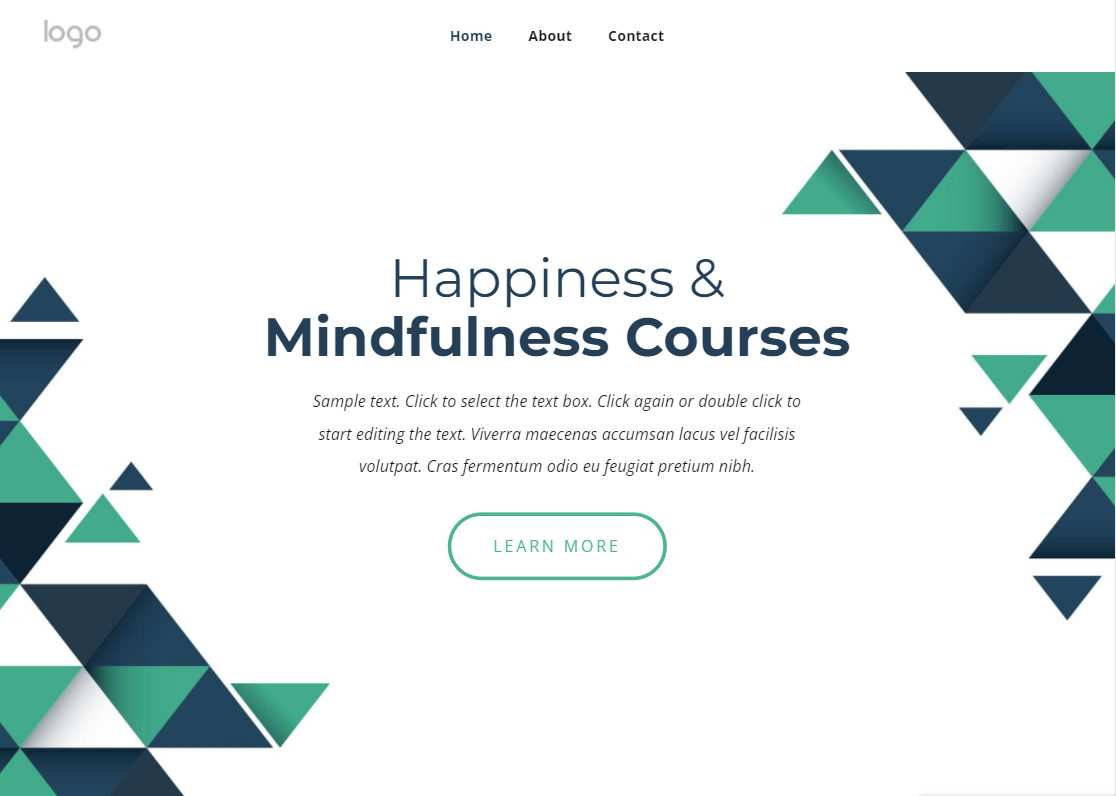 logo
Home About Contact
Happiness &
Mindfulness Courses
Sample text. Click to select the text box. Click again or double click to
start editing the text. Viverra maecenas accumsan lacus vel facilisis
volutpat. Cras fermentum odio eu feugiat pretium nibh.
LEARN MORE